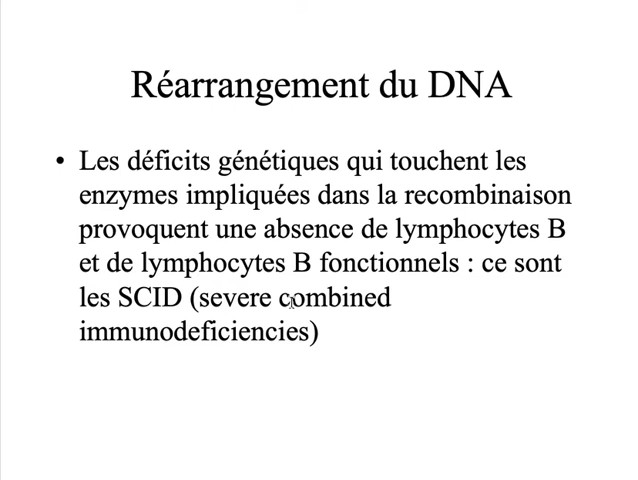 Réarrangement du DNA
• Les déficits génétiques qui touchent les
enzymes impliquées dans la recombinaison
provoquent une absence de lymphocytes B
et de lymphocytes B fonctionnels : ce sont
les SCID (severe combined
immunodeficiencies)